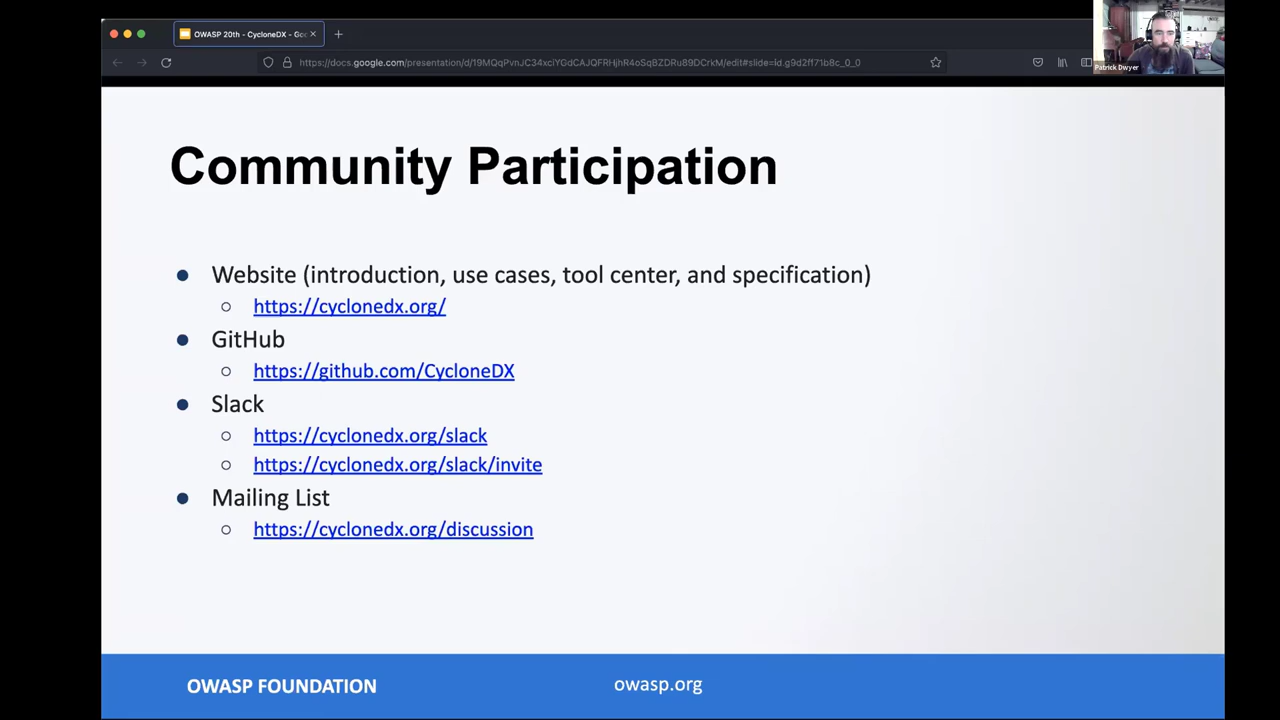 OWASP 20th - CycloneDX - Goo
Patrick Dwyer
Community Participation
Website (introduction, use cases, tool center, and specification)
https://cyclonedx.org/
GitHub
https://github.com/CycloneDX
Slack
https://cyclonedx.org/slack
https://cyclonedx.org/slack/invite
Mailing List
https://cyclonedx.org/discussion
OWASP FOUNDATION
owasp.org